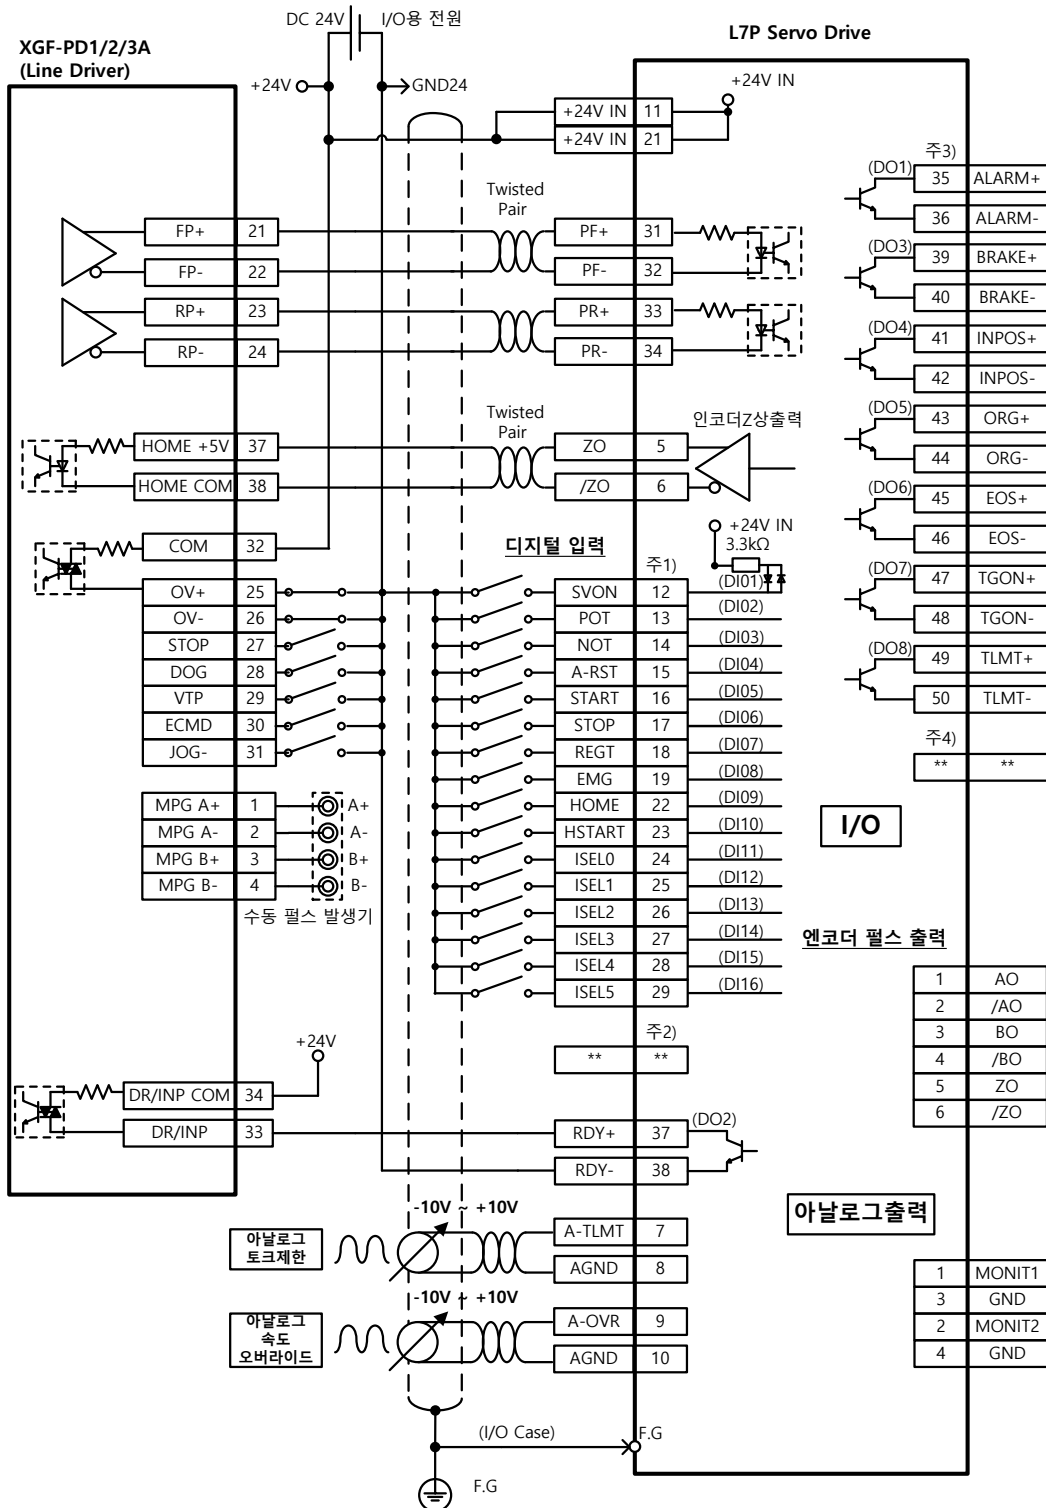 DC 24V I/O용 전원
XGF-PD1/2/3A
(Line Driver)
L7P Servo Drive
+24V
GND24
+24V IN
+24V IN 11
+24V IN 21
Twisted
Pair
FP+ 21
FP- 22
RP+ 23
RP- 24
PF+ 31
PF- 32
PR+ 33
PR- 34
Twisted
Pair
HOME +5V 37
HOME COM 38
ZO 5
/ZO 6
인코더Z상출력
COM 32
OV+ 25
OV- 26
STOP 27
DOG 28
VTP 29
ECMD 30
JOG- 31
MPG A+ 1 A+
MPG A- 2 A-
MPG B+ 3 B+
MPG B- 4 B-
수동 펄스 발생기
디지털 입력
+24V IN
3.3kΩ
주1)
SVON 12 (DI01)
POT 13 (DI02)
NOT 14 (DI03)
A-RST 15 (DI04)
START 16 (DI05)
STOP 17 (DI06)
REGT 18 (DI07)
EMG 19 (DI08)
HOME 22 (DI09)
HSTART 23 (DI10)
ISEL0 24 (DI11)
ISEL1 25 (DI12)
ISEL2 26 (DI13)
ISEL3 27 (DI14)
ISEL4 28 (DI15)
ISEL5 29 (DI16)
주2)
** **
+24V
DR/INP COM 34
DR/INP 33
RDY+ 37 (DO2)
RDY- 38
-10V ~ +10V
아날로그
토크제한
A-TLMT 7
AGND 8
-10V ~ +10V
아날로그
속도
오버라이드
A-OVR 9
AGND 10
(I/O Case)
F.G
F.G
주3)
(DO1) 35 ALARM+
36 ALARM-
(DO3) 39 BRAKE+
40 BRAKE-
(DO4) 41 INPOS+
42 INPOS-
(DO5) 43 ORG+
44 ORG-
(DO6) 45 EOS+
46 EOS-
(DO7) 47 TGON+
48 TGON-
(DO8) 49 TLMT+
50 TLMT-
주4)
** **
I/O
엔코더 펄스 출력
1 AO
2 /AO
3 BO
4 /BO
5 ZO
6 /ZO
아날로그출력
1 MONIT1
3 GND
2 MONIT2
4 GND